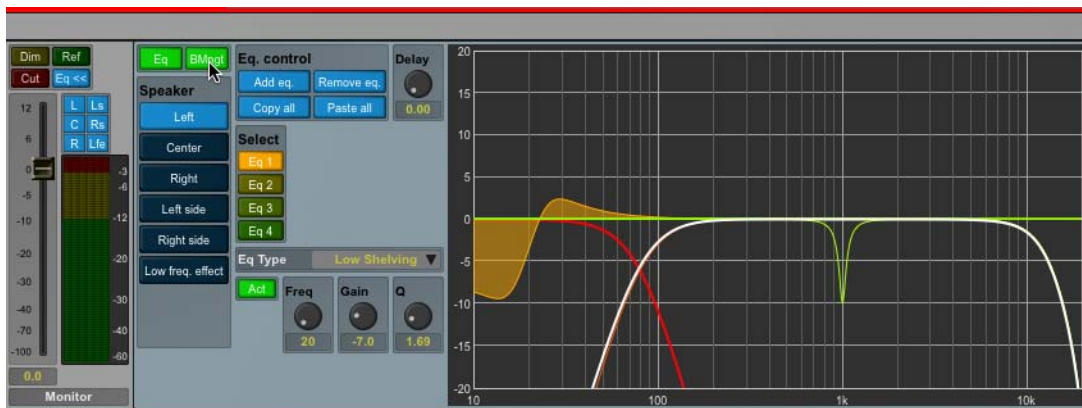 Dim Ref
Cut Eq <<
L Ls
C Rs
R Lfe
12
6
0
-5
-10
-20
-30
-40
-70
-100
-3
-6
-12
-20
-30
-40
-60
0.0
Monitor
Eq BMngt
Speaker
Left
Center
Right
Left side
Right side
Low freq. effect
Eq. control
Add eq. Remove eq.
Copy all Paste all
Delay
0.00
Select
Eq 1
Eq 2
Eq 3
Eq 4
Eq Type Low Shelving
Act Freq Gain Q
20 -7.0 1.69
20
15
10
5
0
-5
-10
-15
-20
10 100 1k 10k